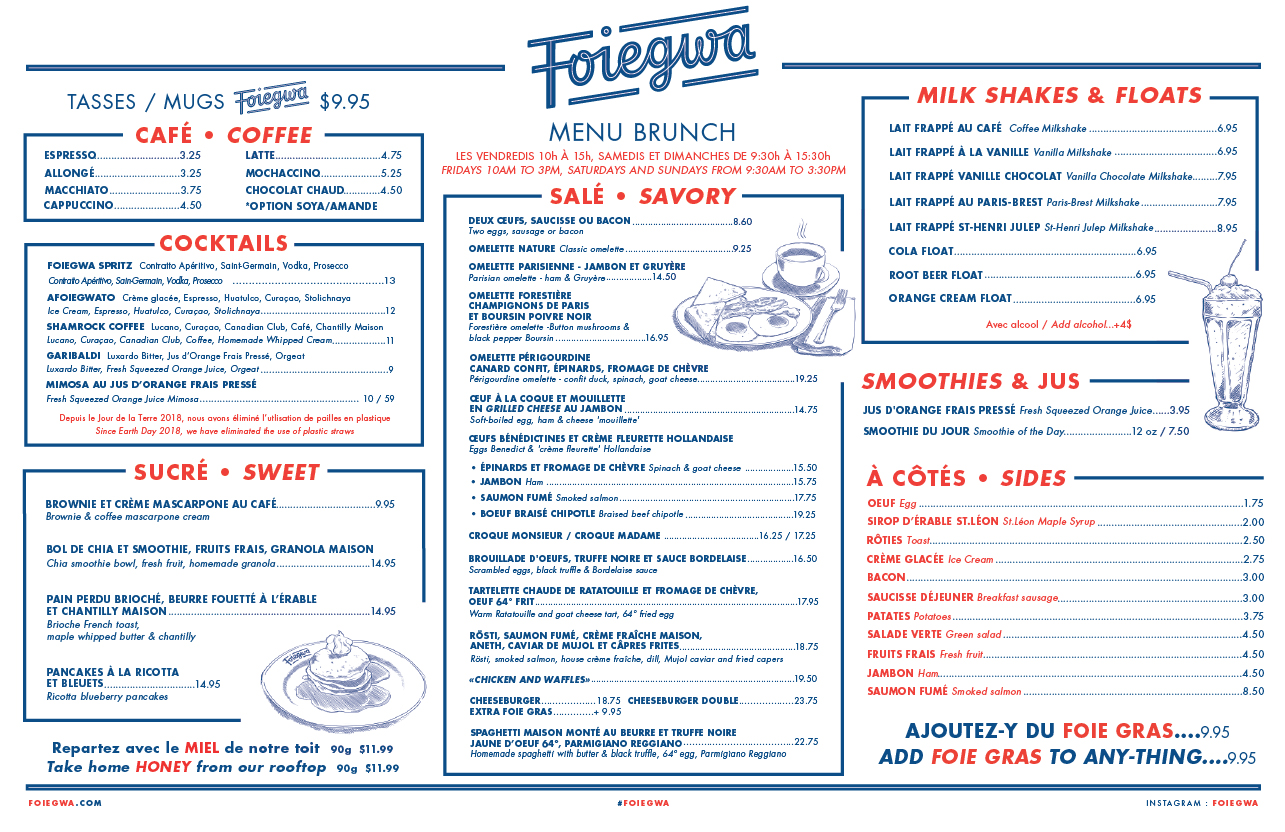 Foiegwa
TASSES / MUGS Foiegwa $9.95
CAFÉ • COFFEE
ESPRESSO............................3.25
ALLONGÉ............................3.25
MACCHIATO........................3.75
CAPPUCCINO......................4.50
LATTE....................................4.75
MOCHACCINO....................5.25
CHOCOLAT CHAUD............4.50
*OPTION SOYA/AMANDE
COCKTAILS
FOIEGWA SPRITZ Contratto Apéritivo, Saint-Germain, Vodka, Prosecco
Contratto Apéritivo, Sain-Germain, Vodka, Prosecco ..........................................13
AFOIEGWATO Crème glacée, Espresso, Huatulco, Curaçao, Stolichnaya
Ice Cream, Espresso, Huatulco, Curaçao, Stolichnaya..........................................12
SHAMROCK COFFEE Lucano, Curaçao, Canadian Club, Café, Chantilly Maison
Lucano, Curaçao, Canadian Club, Coffee, Homemade Whipped Cream..................11
GARIBALDI Luxardo Bitter, Jus d'Orange Frais Pressé, Orgeat
Luxardo Bitter, Fresh Squeezed Orange Juice, Orgeat..........................................9
MIMOSA AU JUS D'ORANGE FRAIS PRESSÉ
Fresh Squeezed Orange Juice Mimosa...................................................... 10 / 59
Depuis le Jour de la Terre 2018, nous avons éliminé l'utlisation de pailles en plastique
Since Earth Day 2018, we have eliminated the use of plastic straws
SUCRÉ • SWEET
BROWNIE ET CRÈME MASCARPONE AU CAFÉ.................................9.95
Brownie & coffee mascarpone cream
BOL DE CHIA ET SMOOTHIE, FRUITS FRAIS, GRANOLA MAISON
Chia smoothie bowl, fresh fruit, homemade granola...............................14.95
PAIN PERDU BRIOCHÉ, BEURRE FOUETTÉ À L'ÉRABLE
ET CHANTILLY MAISON....................................................................14.95
Brioche French toast,
maple whipped butter & chantilly
PANCAKES À LA RICOTTA
ET BLEUETS..............................14.95
Ricotta blueberry pancakes
Foiegwa
Repartez avec le MIEL de notre toit 90g $11.99
Take home HONEY from our rooftop 90g $11.99
MENU BRUNCH
LES VENDREDIS 10h À 15h, SAMEDIS ET DIMANCHES DE 9:30h À 15:30h
FRIDAYS 10AM TO 3PM, SATURDAYS AND SUNDAYS FROM 9:30AM TO 3:30PM
SALÉ • SAVORY
DEUX ŒUFS, SAUCISSE OU BACON..................................8.60
Two eggs, sausage or bacon
OMELETTE NATURE Classic omelette....................................9.25
OMELETTE PARISIENNE - JAMBON ET GRUYÈRE
Parisian omelette - ham & Gruyère................14.50
OMELETTE FORESTIÈRE
CHAMPIGNONS DE PARIS
ET BOURSIN POIVRE NOIR
Forestière omelette -Button mushrooms &
black pepper Boursin ..............................16.95
OMELETTE PÉRIGOURDINE
CANARD CONFIT, ÉPINARDS, FROMAGE DE CHÈVRE
Périgourdine omelette - confit duck, spinach, goat cheese.................................19.25
ŒUF À LA COQUE ET MOUILLETTE
EN GRILLED CHEESE AU JAMBON.........................................................14.75
Soft-boiled egg, ham & cheese 'mouillette'
ŒUFS BÉNÉDICTINES ET CRÈME FLEURETTE HOLLANDAISE
Eggs Benedict & 'crème fleurette' Hollandaise
• ÉPINARDS ET FROMAGE DE CHÈVRE Spinach & goat cheese ................15.50
• JAMBON Ham ....................................................................................15.75
• SAUMON FUMÉ Smoked salmon..........................................................17.75
• BOEUF BRAISÉ CHIPOTLE Braised beef chipotle ....................................19.25
CROQUE MONSIEUR / CROQUE MADAME ................................16.25 / 17.25
BROUILLADE D'OEUFS, TRUFFE NOIRE ET SAUCE BORDELAISE...............16.50
Scrambled eggs, black truffle & Bordelaise sauce
TARTELETTE CHAUDE DE RATATOUILLE ET FROMAGE DE CHÈVRE,
OEUF 64° FRIT........................................................................................17.95
Warm Ratatouille and goat cheese tart, 64° fried egg
RÖSTI, SAUMON FUMÉ, CRÈME FRAÎCHE MAISON,
ANETH, CAVIAR DE MUJOL ET CÂPRES FRITES.......................................18.75
Rösti, smoked salmon, house crème fraîche, dill, Mujol caviar and fried capers
«CHICKEN AND WAFFLES».....................................................................19.50
CHEESEBURGER...................18.75 CHEESEBURGER DOUBLE...................23.75
EXTRA FOIE GRAS.............+ 9.95
SPAGHETTI MAISON MONTÉ AU BEURRE ET TRUFFE NOIRE
JAUNE D'OEUF 64°, PARMIGIANO REGGIANO......................................22.75
Homemade spaghetti with butter & black truffle, 64° egg, Parmigiano Reggiano
MILK SHAKES & FLOATS
LAIT FRAPPÉ AU CAFÉ Coffee Milkshake ...........................................6.95
LAIT FRAPPÉ À LA VANILLE Vanilla Milkshake ...................................6.95
LAIT FRAPPÉ VANILLE CHOCOLAT Vanilla Chocolate Milkshake........7.95
LAIT FRAPPÉ AU PARIS-BREST Paris-Brest Milkshake..........................7.95
LAIT FRAPPÉ ST-HENRI JULEP St-Henri Julep Milkshake.....................8.95
COLA FLOAT.............................................................6.95
ROOT BEER FLOAT...................................................6.95
ORANGE CREAM FLOAT.........................................6.95
Avec alcool / Add alcohol...+4$
SMOOTHIES & JUS
JUS D'ORANGE FRAIS PRESSÉ Fresh Squeezed Orange Juice......3.95
SMOOTHIE DU JOUR Smoothie of the Day.......................12 oz / 7.50
À CÔTÉS • SIDES
OEUF Egg ............................................................................................1.75
SIROP D'ÉRABLE ST.LÉON St.Léon Maple Syrup ................................................2.00
RÔTIES Toast........................................................................................2.50
CRÈME GLACÉE Ice Cream ..................................................................2.75
BACON................................................................................................3.00
SAUCISSE DÉJEUNER Breakfast sausage..............................................................3.00
PATATES Potatoes.................................................................................3.75
SALADE VERTE Green salad ................................................................4.50
FRUITS FRAIS Fresh fruit.......................................................................4.50
JAMBON Ham......................................................................................4.50
SAUMON FUMÉ Smoked salmon .........................................................8.50
AJOUTEZ-Y DU FOIE GRAS....9.95
ADD FOIE GRAS TO ANY-THING....9.95
FOIEGWA.COM
#FOIEGWA
INSTAGRAM : FOIEGWA